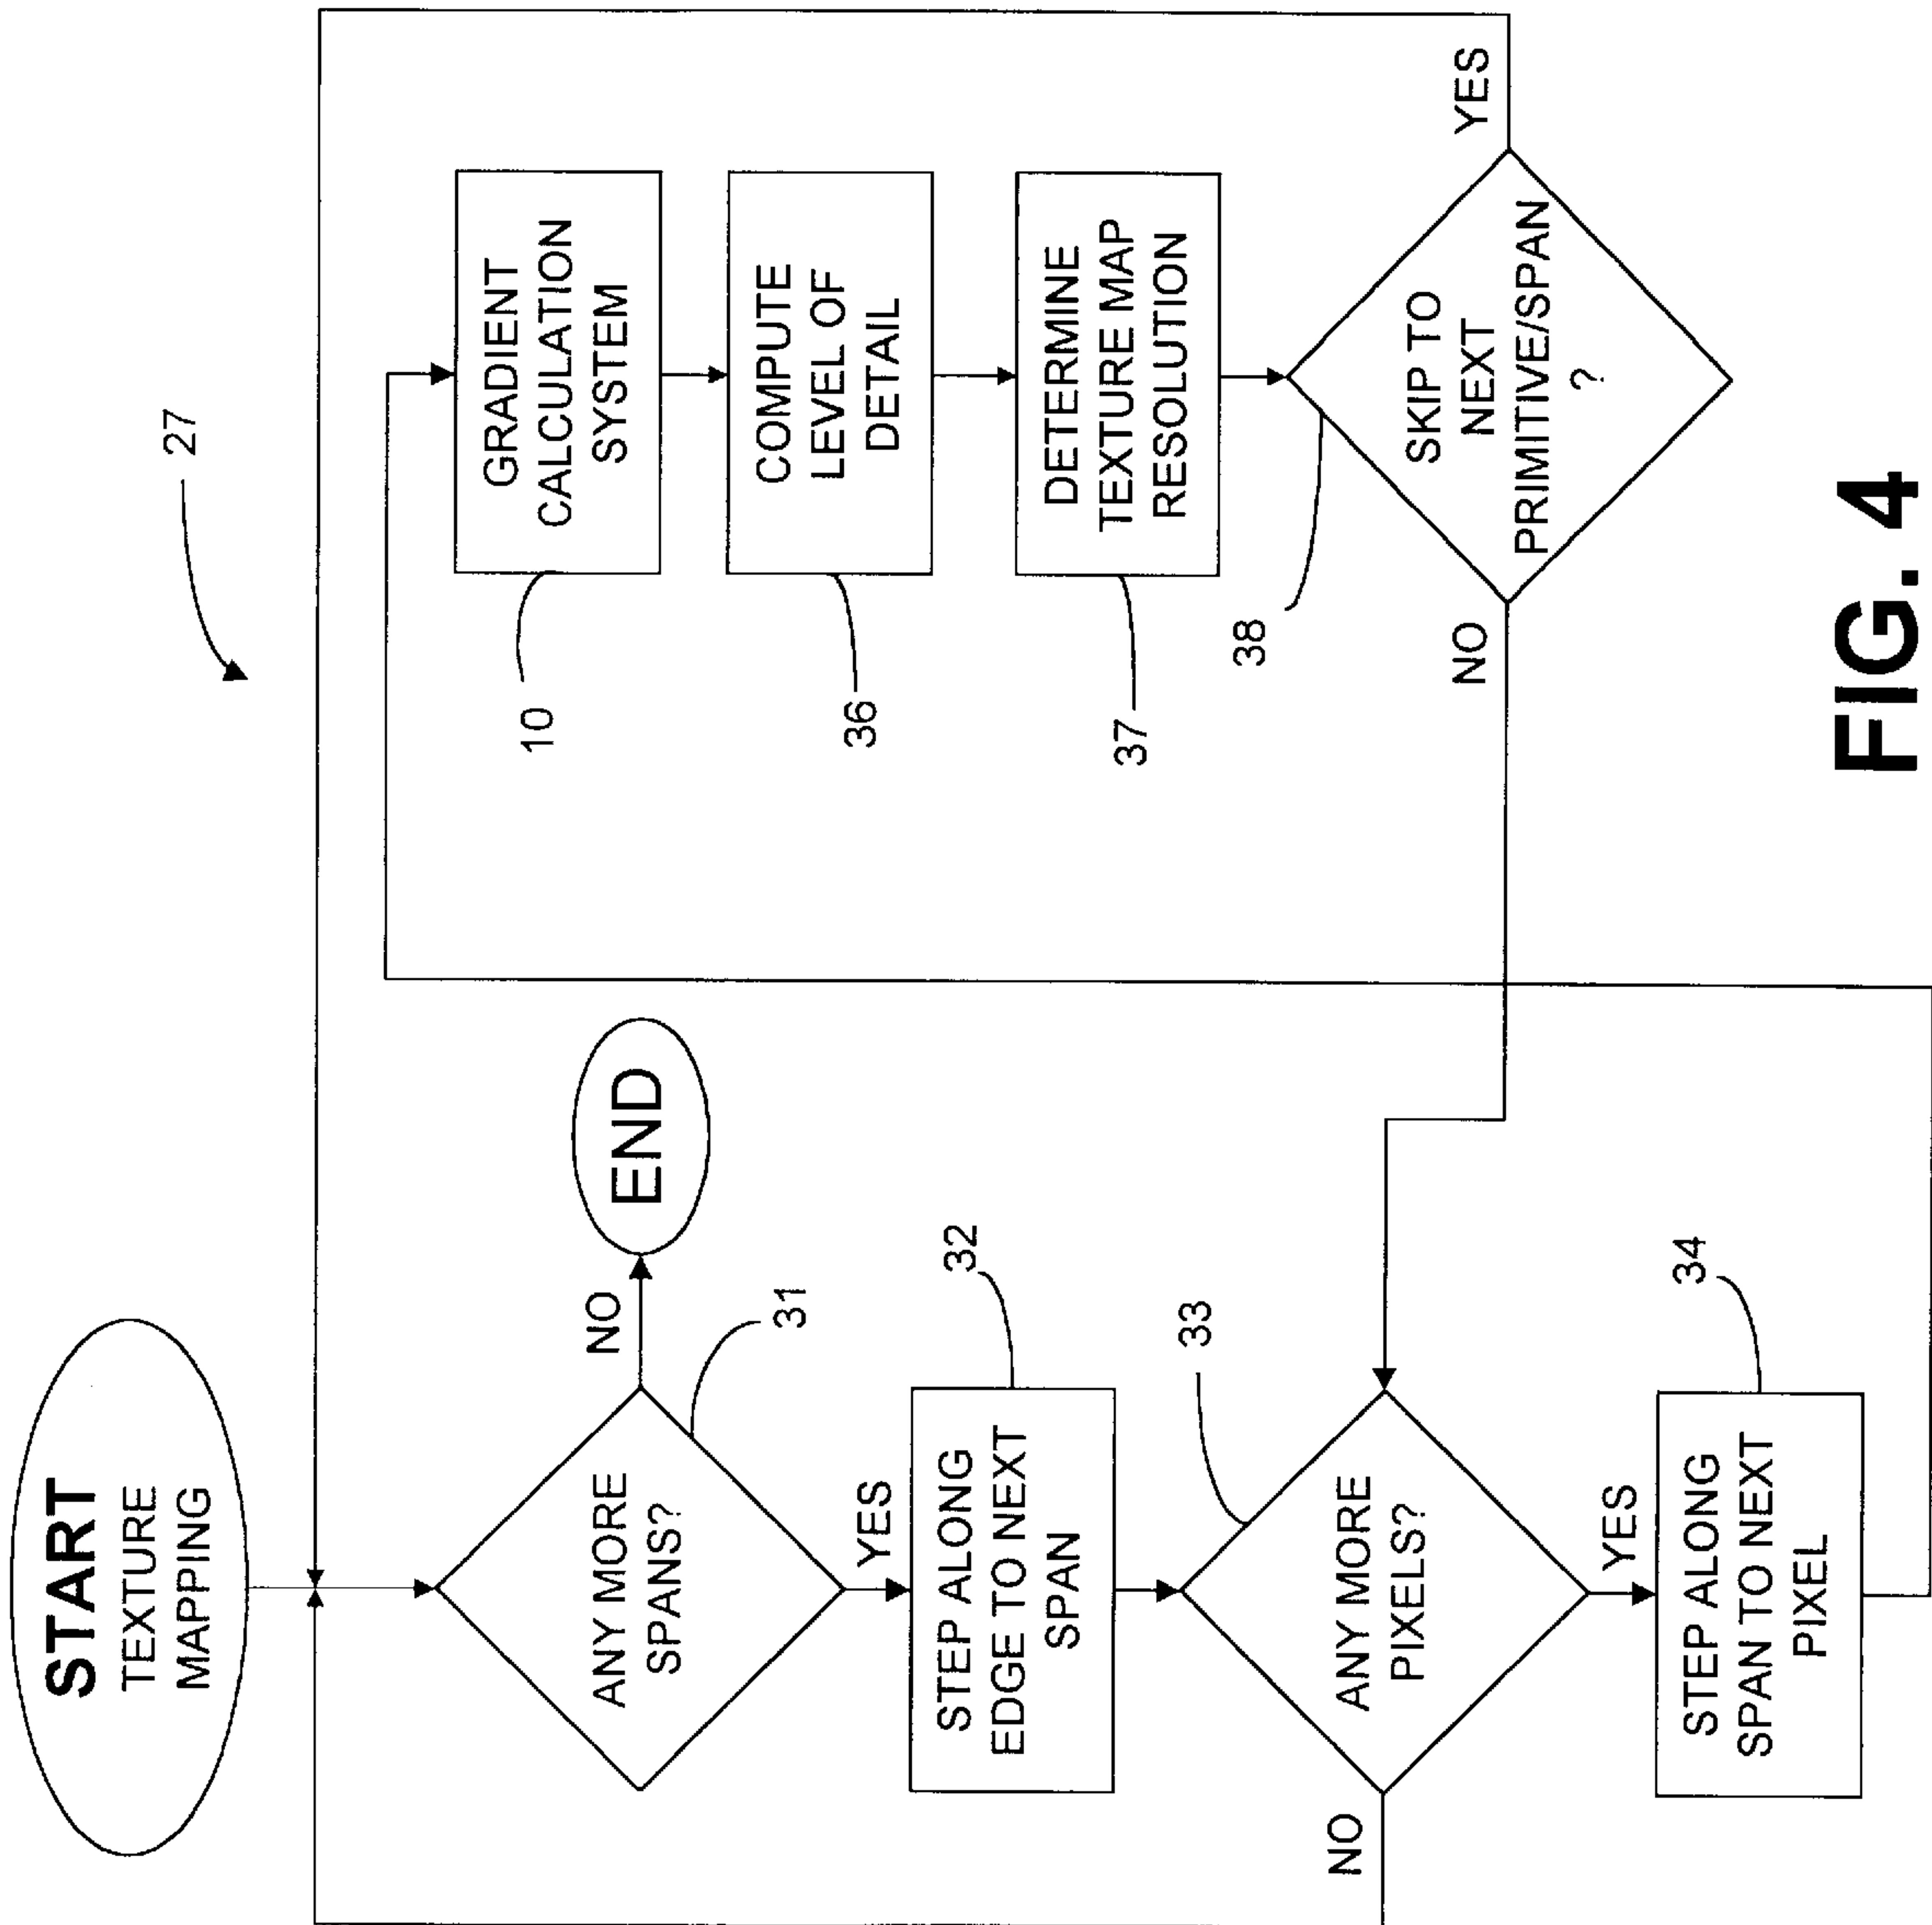 START
TEXTURE
MAPPING
ANY MORE
SPANS?
31
NO
END
YES
STEP ALONG
EDGE TO NEXT
SPAN
32
ANY MORE
PIXELS?
33
NO
YES
STEP ALONG
SPAN TO NEXT
PIXEL
34
27
GRADIENT
CALCULATION
SYSTEM
10
COMPUTE
LEVEL OF
DETAIL
36
DETERMINE
TEXTURE MAP
RESOLUTION
37
SKIP TO
NEXT
PRIMITIVE/SPAN
?
38
YES
NO
FIG. 4